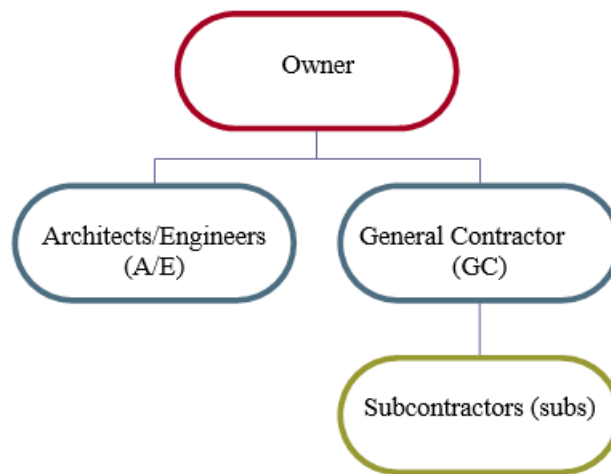 Owner
Architects/Engineers
(A/E)
General Contractor
(GC)
Subcontractors (subs)